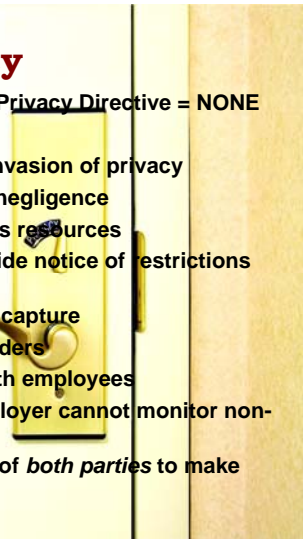 y
Privacy Directive = NONE
nvasion of privacy
negligence
s resources
ide notice of restrictions
capture
ders
th employees
loyer cannot monitor non-
of both parties to make